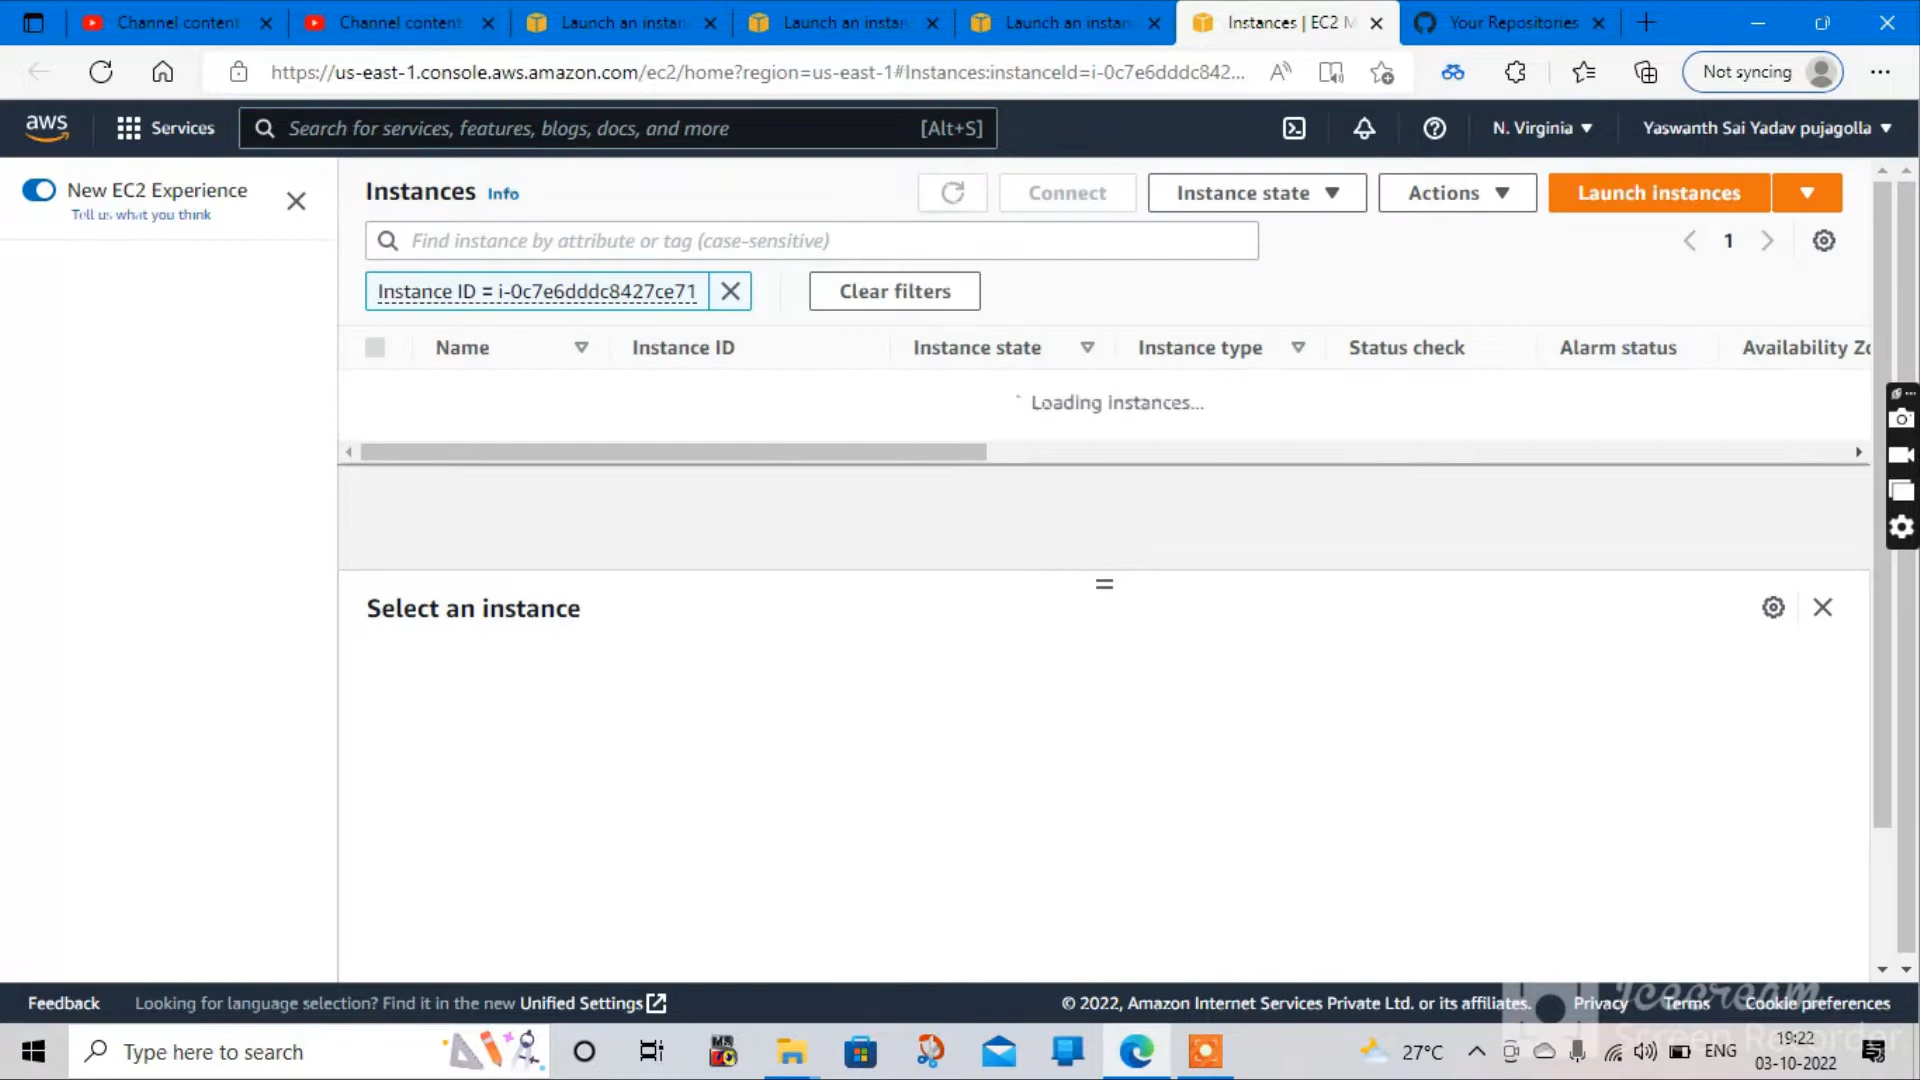 Channel content
Channel content
Launch an instan
Launch an instan
Launch an instan
Instances | EC2 M
Your Repositories
https://us-east-1.console.aws.amazon.com/ec2/home?region=us-east-1#Instances:instanceId=i-0c7e6dddc842...
Not syncing
aws
Services
Search for services, features, blogs, docs, and more
[Alt+S]
N. Virginia
Yaswanth Sai Yadav pujagolla
New EC2 Experience
Tell us what you think
Instances Info
Connect
Instance state
Actions
Launch instances
Find instance by attribute or tag (case-sensitive)
1
Instance ID = i-0c7e6dddc8427ce71
Clear filters
Name
Instance ID
Instance state
Instance type
Status check
Alarm status
Availability Zo
Loading instances...
Select an instance
Feedback
Looking for language selection? Find it in the new Unified Settings
© 2022, Amazon Internet Services Private Ltd. or its affiliates.
Privacy
Terms
Cookie preferences
Icecream
Screen Recorder
Type here to search
27°C
ENG
19:22
03-10-2022